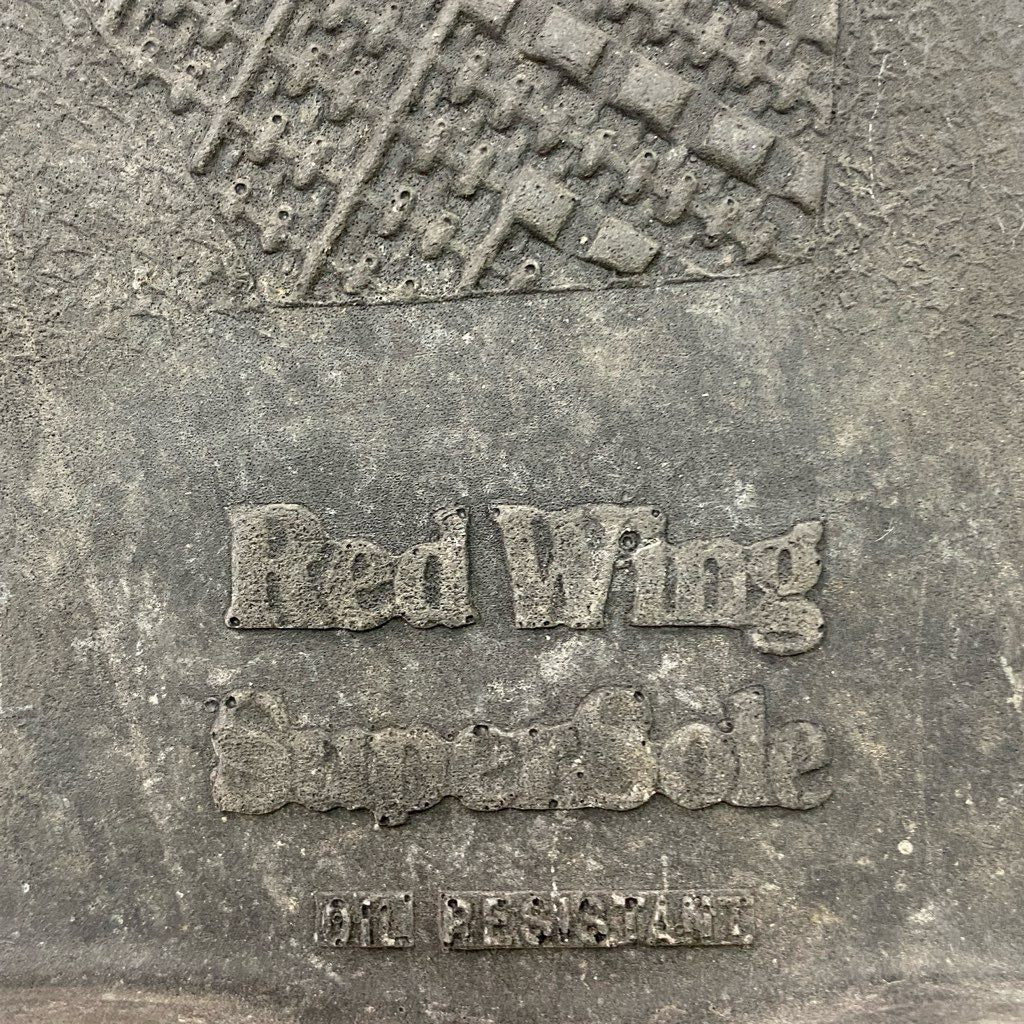 Red Wing
SuperSole
OIL RESISTANT